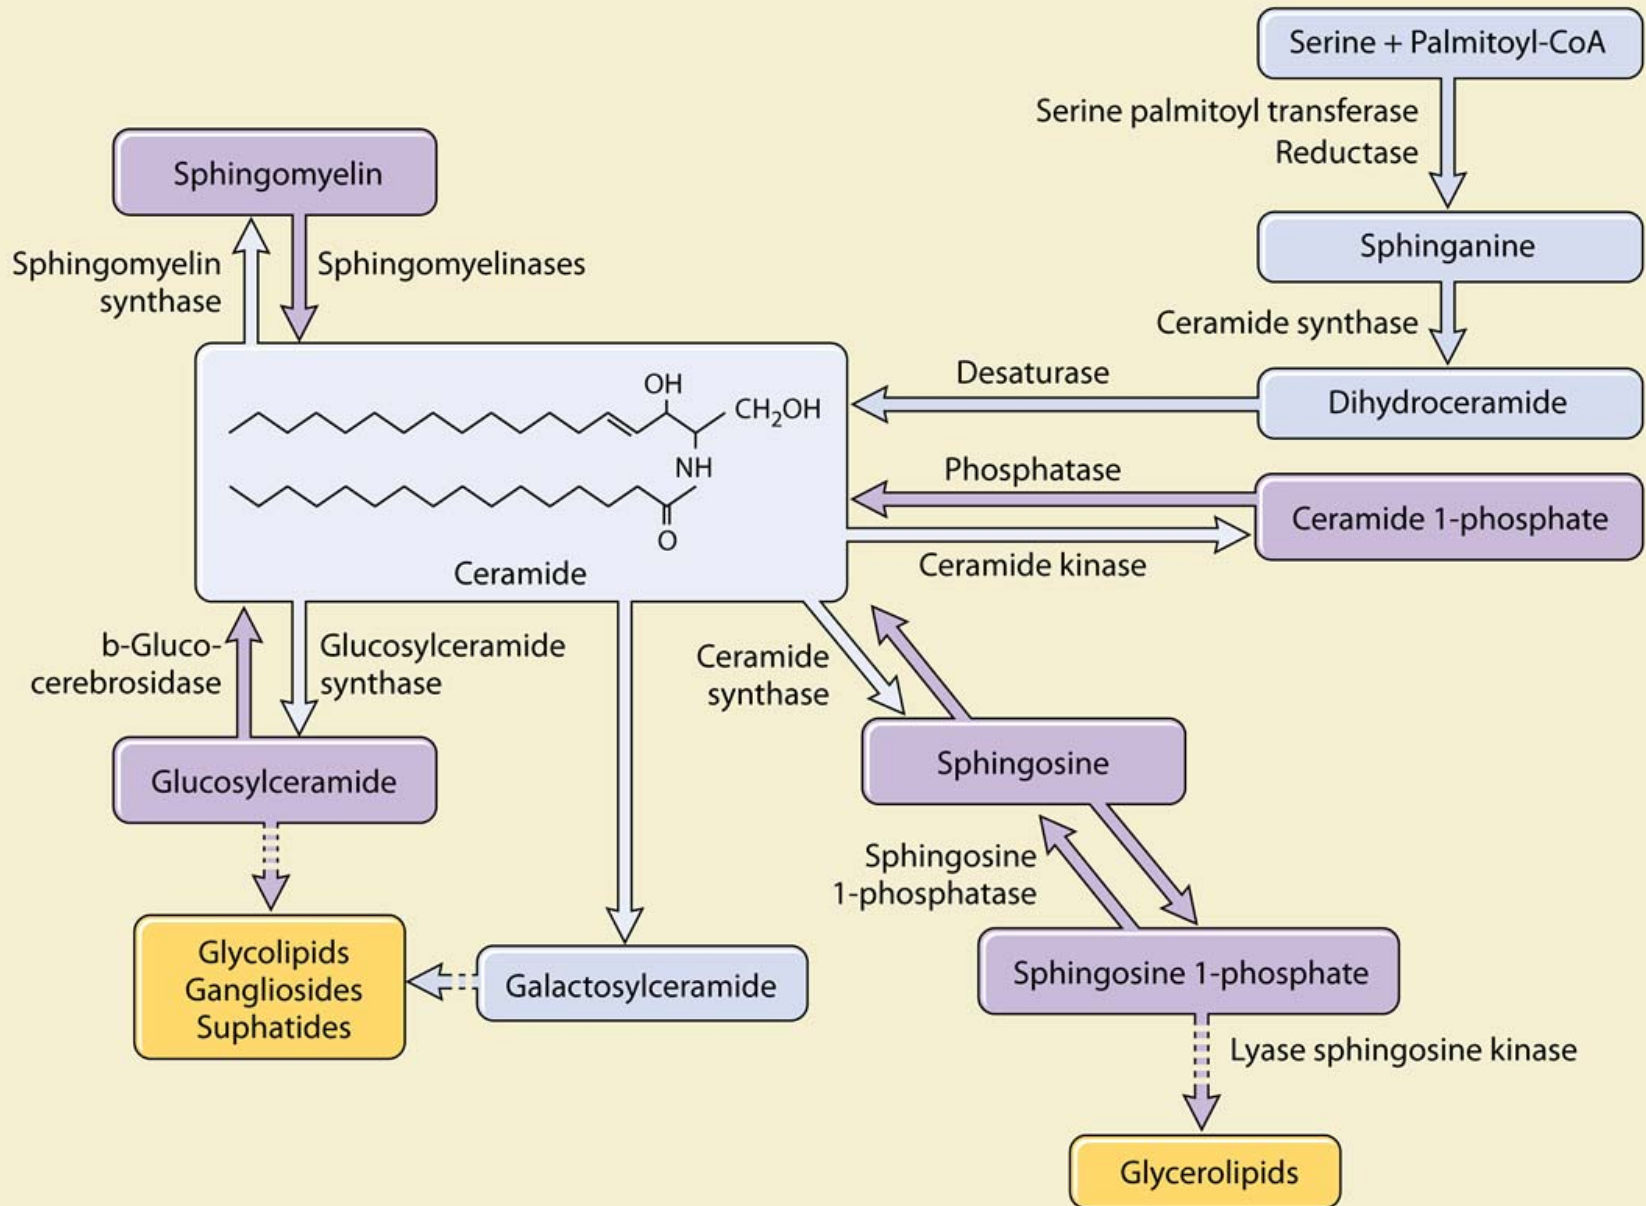 Serine + Palmitoyl-CoA
Serine palmitoyl transferase
Reductase
Sphingomyelin
Sphinganine
Sphingomyelin
synthase
Sphingomyelinases
Ceramide synthase
Desaturase
Dihydroceramide
OH
CH₂OH
NH
O
Ceramide
Phosphatase
Ceramide 1-phosphate
Ceramide kinase
b-Gluco-
cerebrosidase
Glucosylceramide
synthase
Ceramide
synthase
Glucosylceramide
Sphingosine
Sphingosine
1-phosphatase
Glycolipids
Gangliosides
Suphatides
Galactosylceramide
Sphingosine 1-phosphate
Lyase sphingosine kinase
Glycerolipids